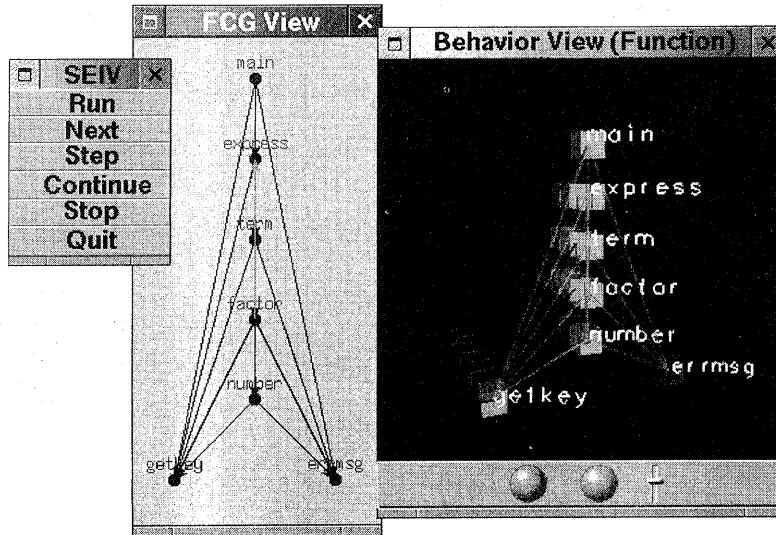 SEIV
Run
Next
Step
Continue
Stop
Quit
FCG View
main
express
term
factor
number
getkey
errmsg
Behavior View (Function)
main
express
term
factor
number
errmsg
getkey